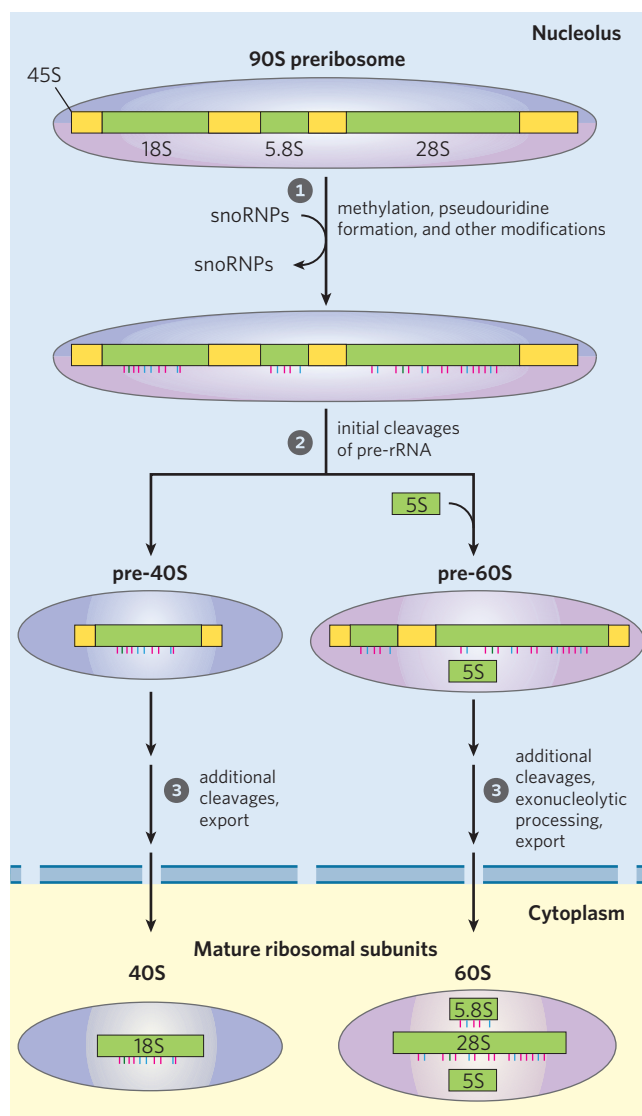 Nucleolus
90S preribosome
45S
18S
5.8S
28S
1
snoRNPs
methylation, pseudouridine
formation, and other modifications
snoRNPs
2
initial cleavages
of pre-rRNA
5S
pre-40S
pre-60S
5S
3
additional
cleavages,
export
3
additional
cleavages,
exonucleolytic
processing,
export
Cytoplasm
Mature ribosomal subunits
40S
60S
18S
5.8S
28S
5S